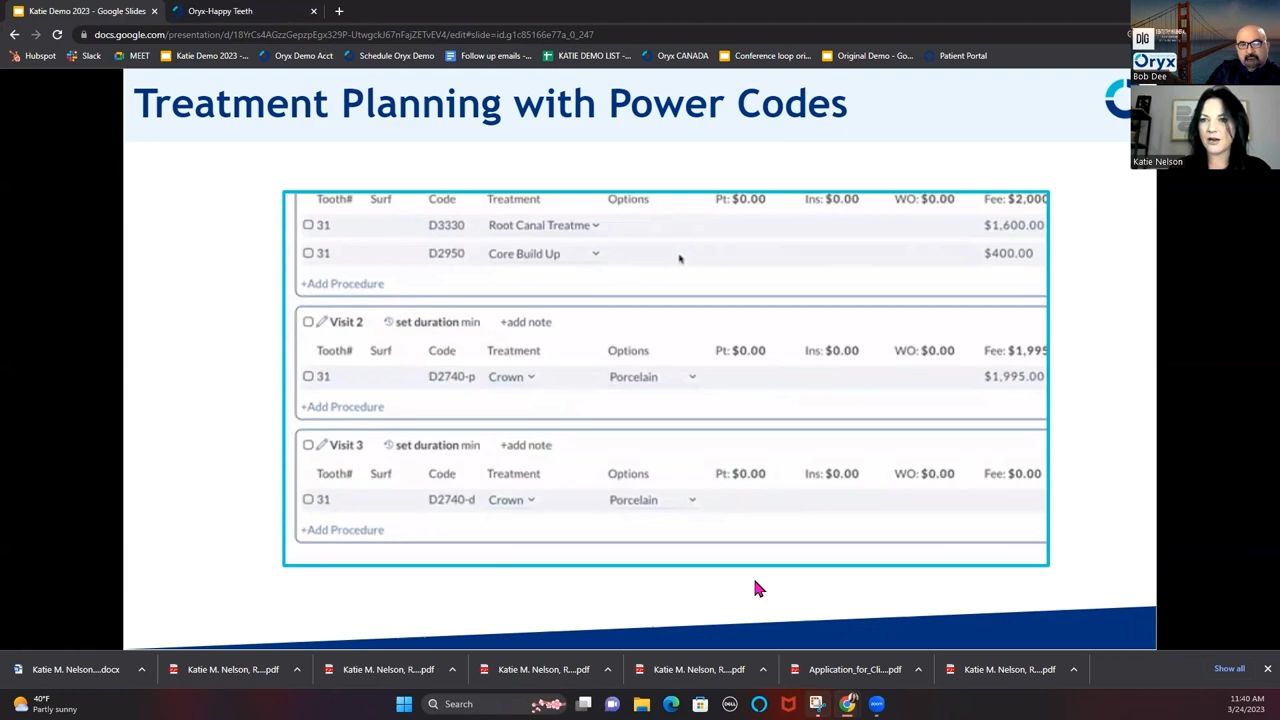 Katie Demo 2023 - Google Slides
Oryx-Happy Teeth
docs.google.com/presentation/d/18YrCs4AGzzGepzpEgx329P-UtwgckJ67nFajZETvEV4/edit#slide=id.g1c85166e77a_0_247
Hubspot Slack MEET Katie Demo 2023 -... Oryx Demo Acct Schedule Oryx Demo Follow up emails -... KATIE DEMO LIST -... Oryx CANADA Conference loop ori... Original Demo - Go... Patient Portal
DIG
Oryx
Bob Dee
Katie Nelson
Treatment Planning with Power Codes
Tooth# Surf Code Treatment Options Pt: $0.00 Ins: $0.00 WO: $0.00 Fee: $2,000
31 D3330 Root Canal Treatme $1,600.00
31 D2950 Core Build Up $400.00
+Add Procedure
Visit 2 set duration min +add note
Tooth# Surf Code Treatment Options Pt: $0.00 Ins: $0.00 WO: $0.00 Fee: $1,995
31 D2740-p Crown Porcelain $1,995.00
+Add Procedure
Visit 3 set duration min +add note
Tooth# Surf Code Treatment Options Pt: $0.00 Ins: $0.00 WO: $0.00 Fee: $0.00
31 D2740-d Crown Porcelain
+Add Procedure
Katie M. Nelson....docx Katie M. Nelson, R....pdf Katie M. Nelson, R....pdf Katie M. Nelson, R....pdf Katie M. Nelson, R....pdf Application_for_Cli....pdf Katie M. Nelson, R....pdf Show all
40°F
Partly sunny
Search
DELL
zoom
11:40 AM
3/24/2023